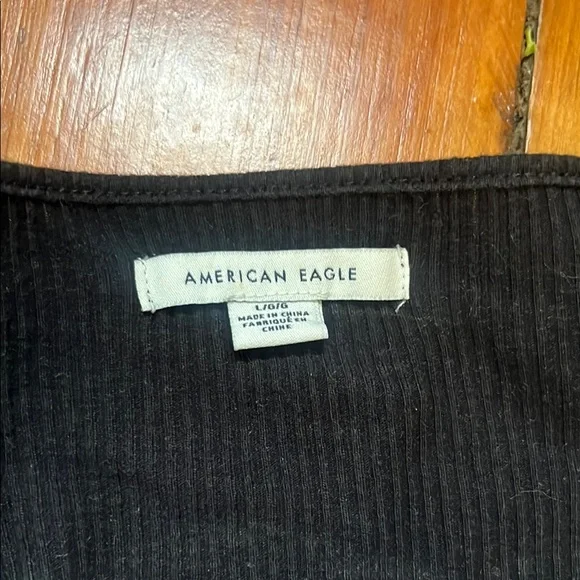 AMERICAN EAGLE
L/G/G
MADE IN CHINA
FABRIQUÉ EN
CHINE